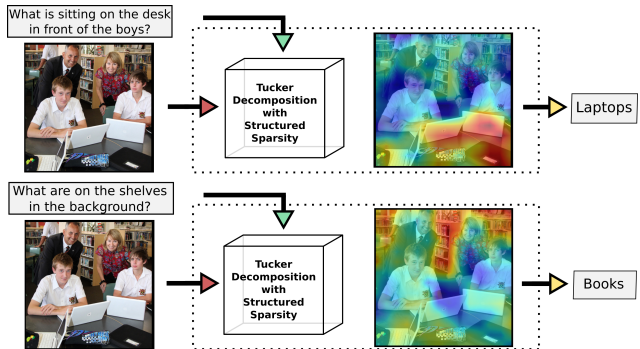 What is sitting on the desk
in front of the boys?
Tucker
Decomposition
with
Structured
Sparsity
Laptops
What are on the shelves
in the background?
Tucker
Decomposition
with
Structured
Sparsity
Books